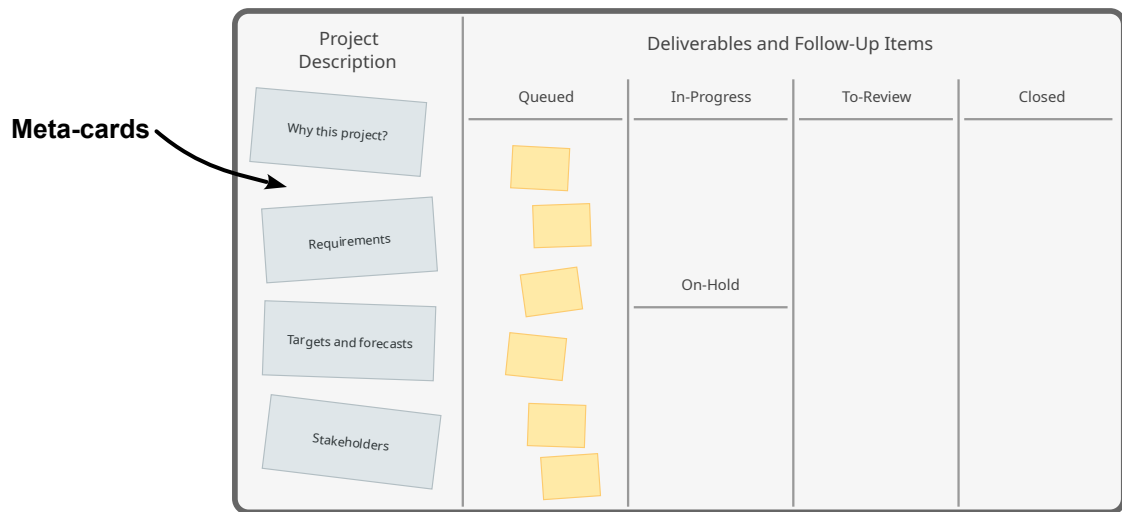 Project
Description
Deliverables and Follow-Up Items
Queued
In-Progress
To-Review
Closed
Meta-cards
Why this project?
Requirements
On-Hold
Targets and forecasts
Stakeholders